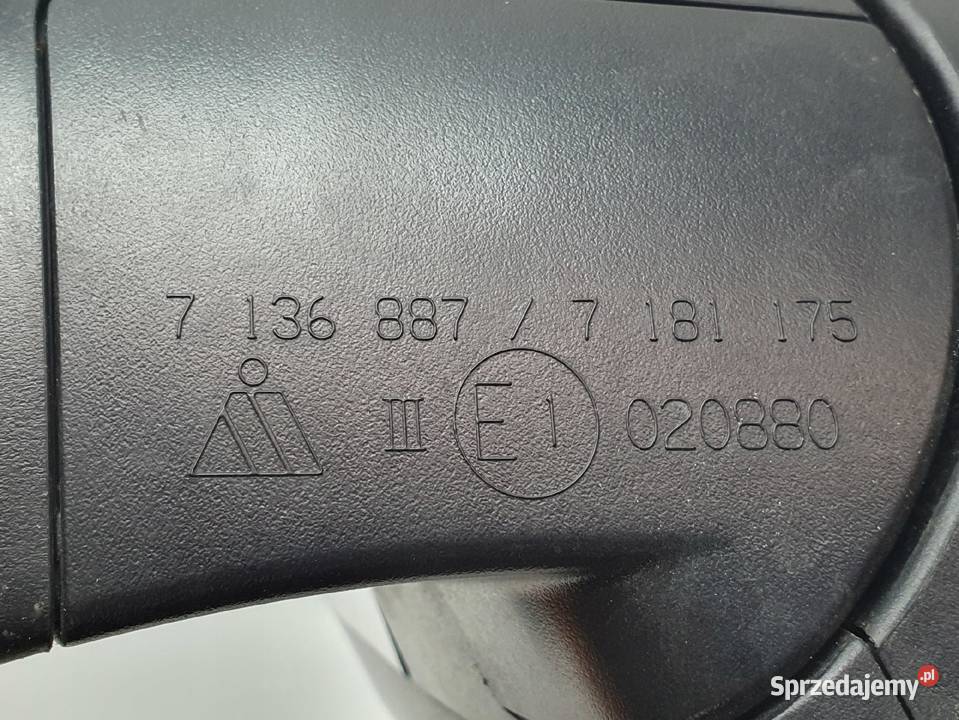 7 136 887 / 7 181 175
III E1 020880
Sprzedajemy.pl